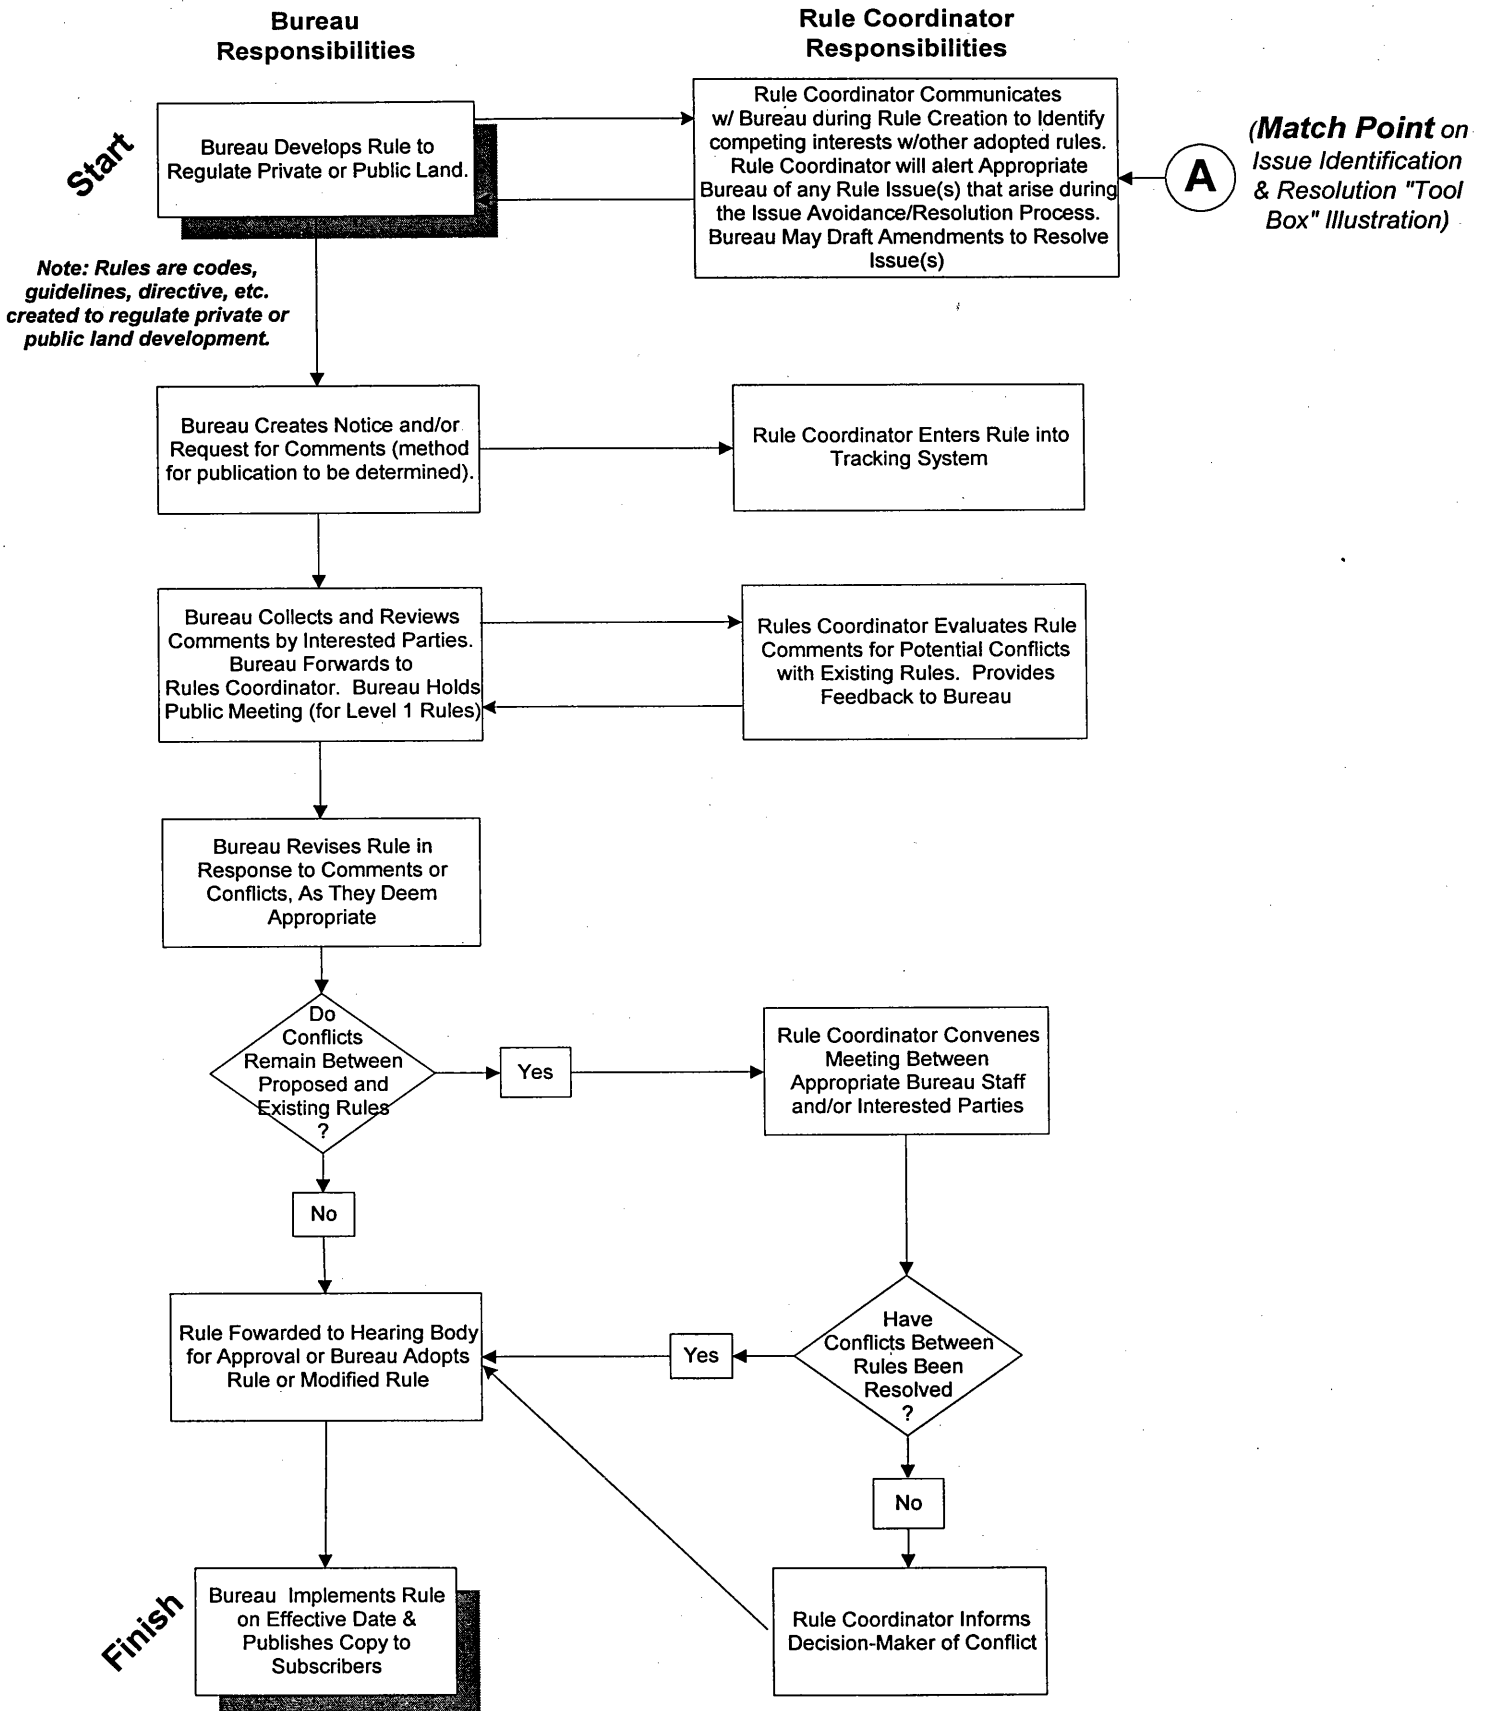 Bureau
Responsibilities
Rule Coordinator
Responsibilities
Start
Bureau Develops Rule to
Regulate Private or Public Land.
Rule Coordinator Communicates
w/ Bureau during Rule Creation to Identify
competing interests w/other adopted rules.
Rule Coordinator will alert Appropriate
Bureau of any Rule Issue(s) that arise during
the Issue Avoidance/Resolution Process.
Bureau May Draft Amendments to Resolve
Issue(s)
A
(Match Point on
Issue Identification
& Resolution "Tool
Box" Illustration)
Note: Rules are codes,
guidelines, directive, etc.
created to regulate private or
public land development.
Bureau Creates Notice and/or
Request for Comments (method
for publication to be determined).
Rule Coordinator Enters Rule into
Tracking System
Bureau Collects and Reviews
Comments by Interested Parties.
Bureau Forwards to
Rules Coordinator. Bureau Holds
Public Meeting (for Level 1 Rules)
Rules Coordinator Evaluates Rule
Comments for Potential Conflicts
with Existing Rules. Provides
Feedback to Bureau
Bureau Revises Rule in
Response to Comments or
Conflicts, As They Deem
Appropriate
Do
Conflicts
Remain Between
Proposed and
Existing Rules
?
Yes
Rule Coordinator Convenes
Meeting Between
Appropriate Bureau Staff
and/or Interested Parties
No
Rule Fowarded to Hearing Body
for Approval or Bureau Adopts
Rule or Modified Rule
Yes
Have
Conflicts Between
Rules Been
Resolved
?
No
Finish
Bureau Implements Rule
on Effective Date &
Publishes Copy to
Subscribers
Rule Coordinator Informs
Decision-Maker of Conflict